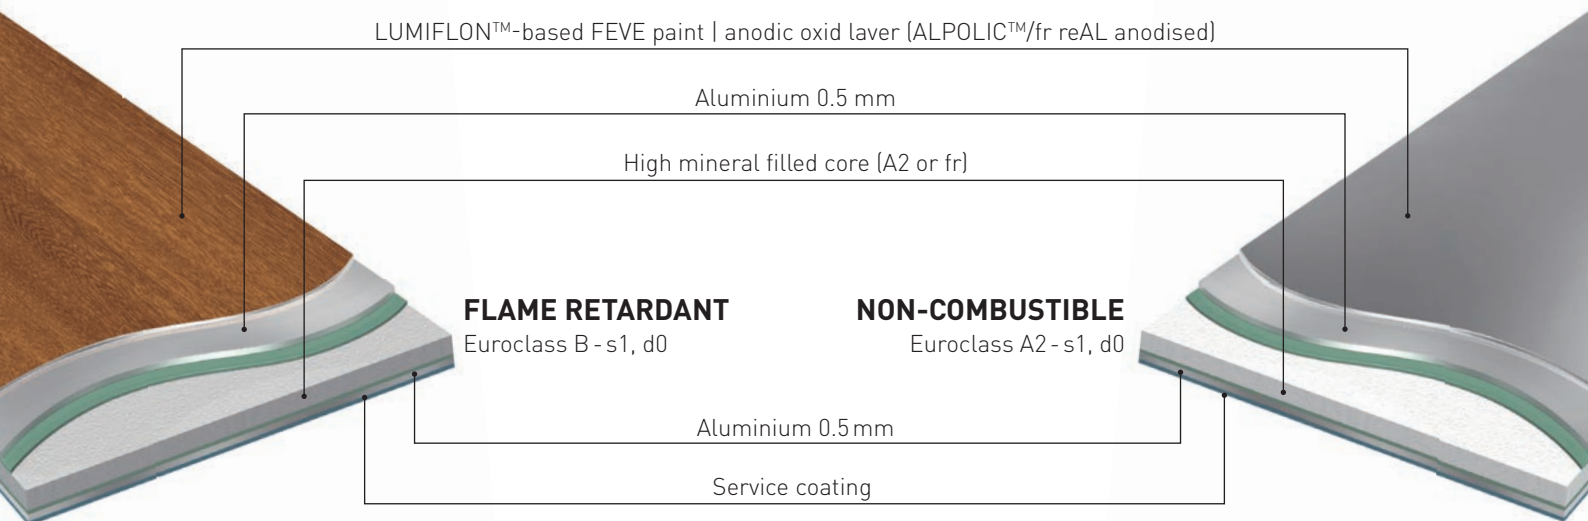 LUMIFLON™-based FEVE paint | anodic oxid laver (ALPOLIC™/fr reAL anodised)
Aluminium 0.5 mm
High mineral filled core (A2 or fr)
FLAME RETARDANT
Euroclass B - s1, d0
NON-COMBUSTIBLE
Euroclass A2 - s1, d0
Aluminium 0.5 mm
Service coating